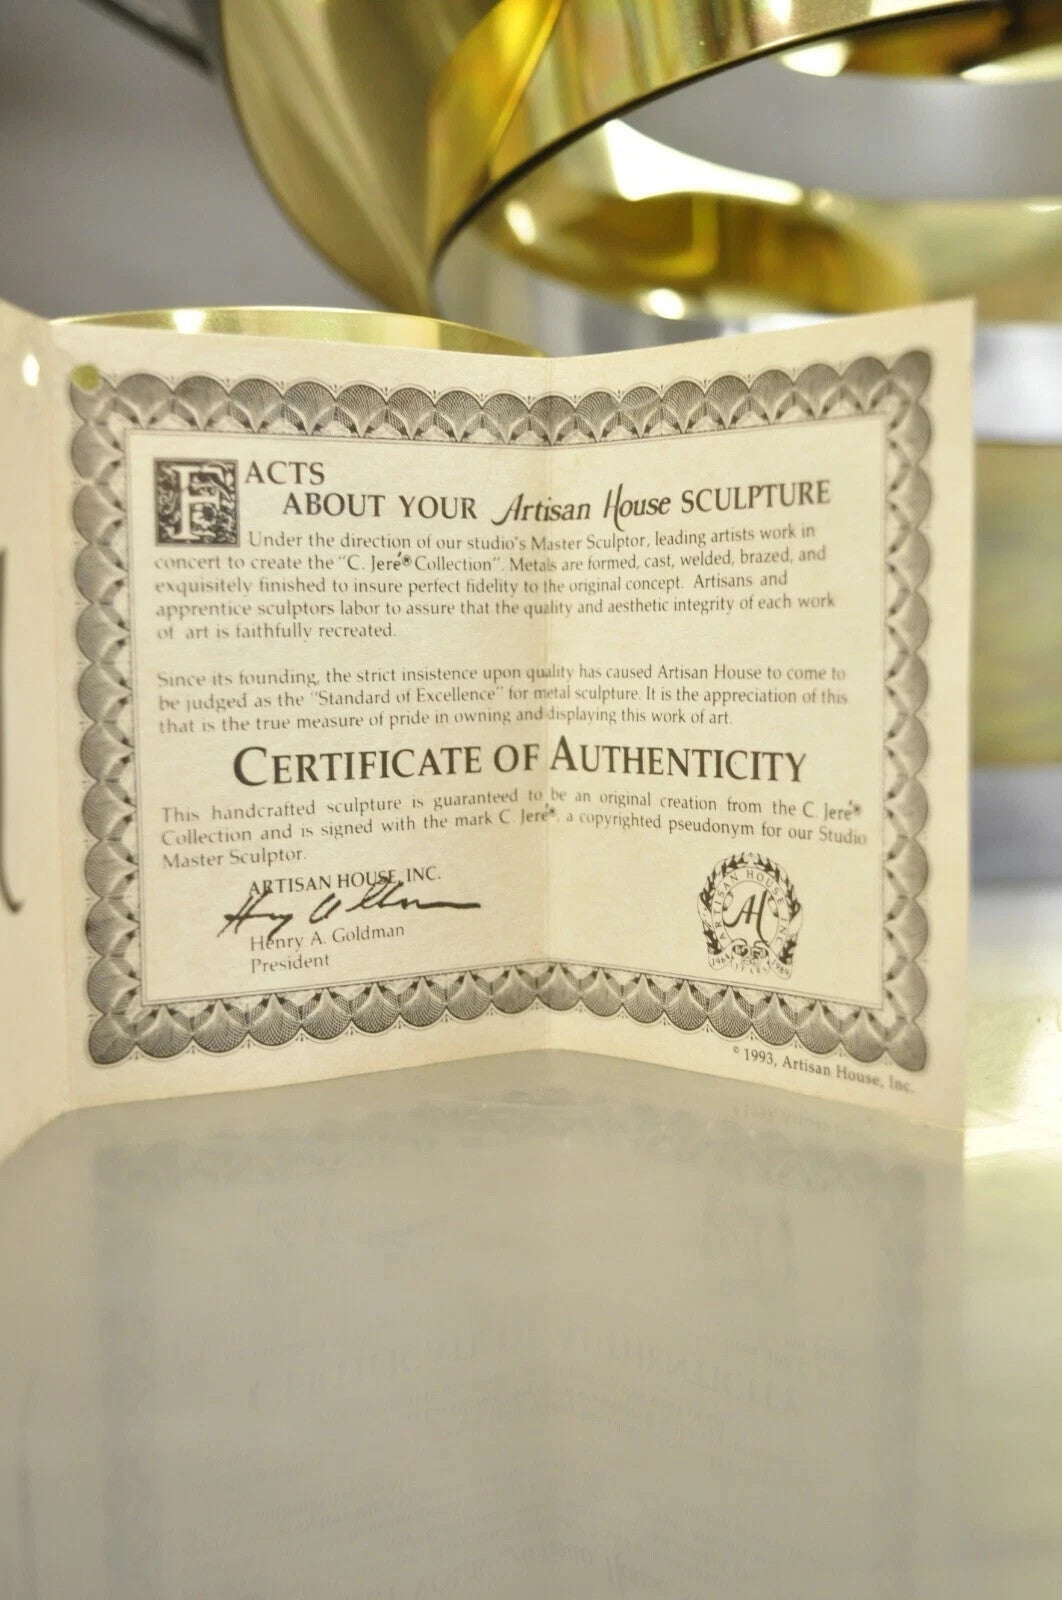 FACTS
ABOUT YOUR Artisan House SCULPTURE
Under the direction of our studio's Master Sculptor, leading artists work in
concert to create the "C. Jeré® Collection". Metals are formed, cast, welded, brazed, and
exquisitely finished to insure perfect fidelity to the original concept. Artisans and
apprentice sculptors labor to assure that the quality and aesthetic integrity of each work
of art is faithfully recreated.
Since its founding, the strict insistence upon quality has caused Artisan House to come to
be judged as the "Standard of Excellence" for metal sculpture. It is the appreciation of this
that is the true measure of pride in owning and displaying this work of art.
CERTIFICATE OF AUTHENTICITY
This handcrafted sculpture is guaranteed to be an original creation from the C. Jeré®
Collection and is signed with the mark C. Jeré®, a copyrighted pseudonym for our Studio
Master Sculptor.
ARTISAN HOUSE, INC.
Henry A. Goldman
President
ARTISAN HOUSE INC.
AH
1964 1989
YEARS
© 1993, Artisan House, Inc.